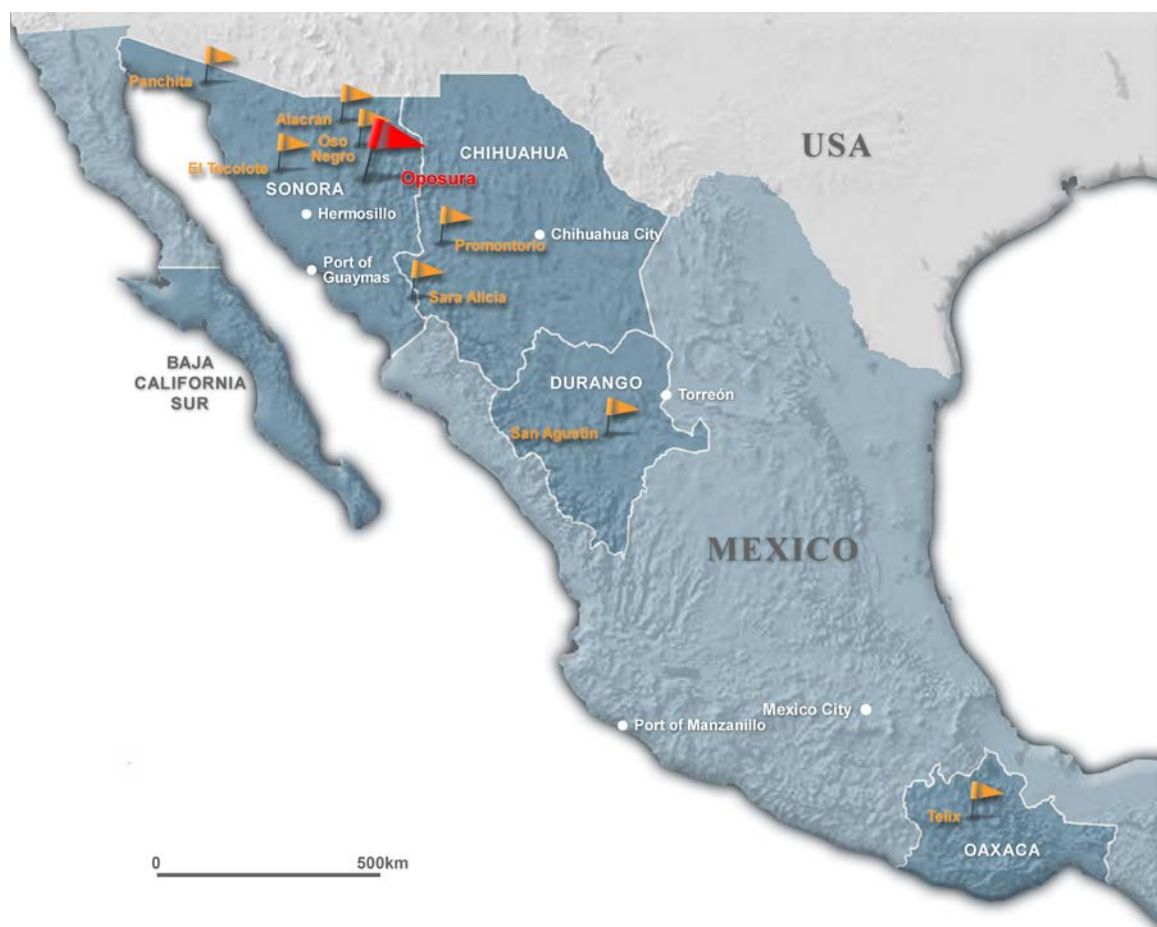 Panchita
USA
Alacrán
Oso
Negro
CHIHUAHUA
El Tecolote
Oposura
SONORA
Hermosillo
Chihuahua City
Promontorio
Port of
Guaymas
Sara Alicia
BAJA
CALIFORNIA
SUR
DURANGO
Torreón
San Agustin
MEXICO
Mexico City
Port of Manzanillo
Telix
OAXACA
0 500km